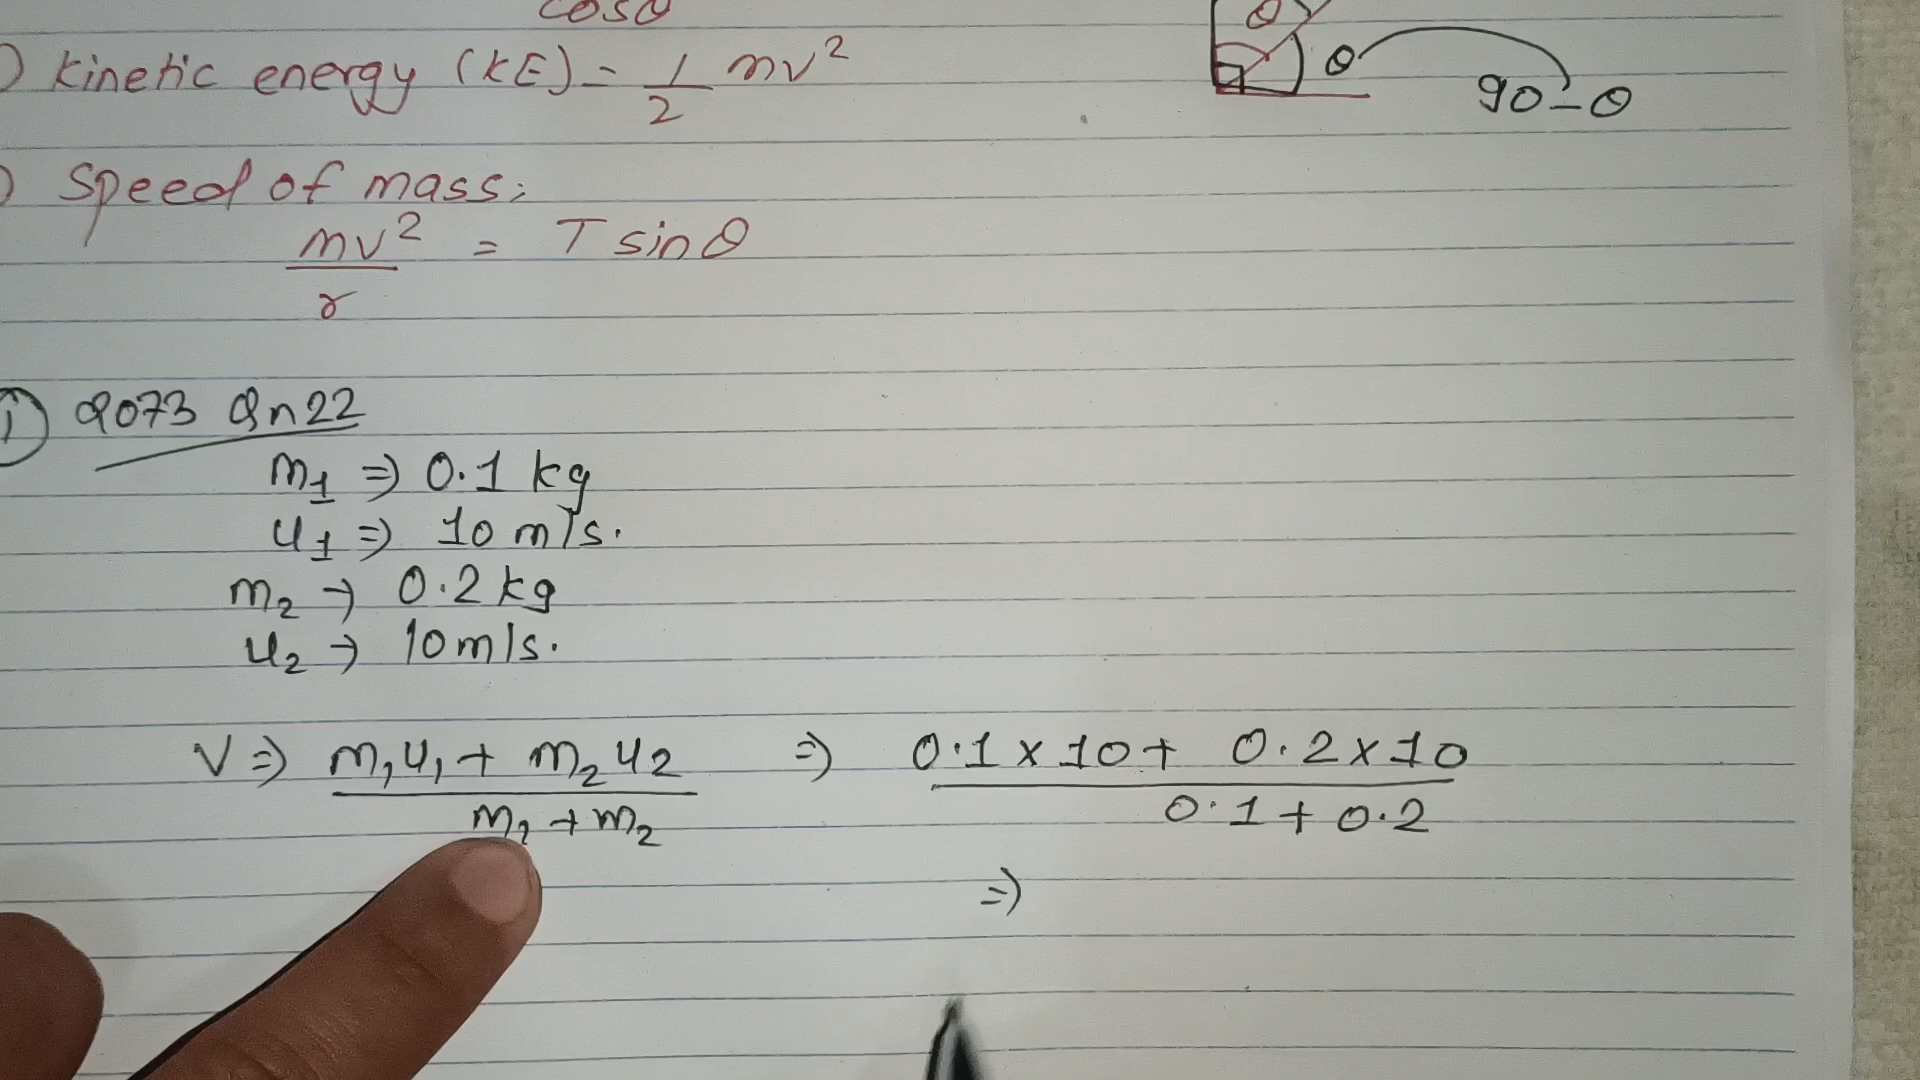 cosθ
Kinetic energy (KE) = 1/2 mv²
θ
θ
90-θ
Speed of mass;
mv²/r = T sinθ
i) 2073 Qn22
m₁ ⇒ 0.1 kg
u₁ ⇒ 10 m/s.
m₂ → 0.2 kg
u₂ → 10 m/s.
V ⇒ m₁u₁ + m₂u₂ / m₁ + m₂ ⇒ 0.1 × 10 + 0.2 × 10 / 0.1 + 0.2
⇒